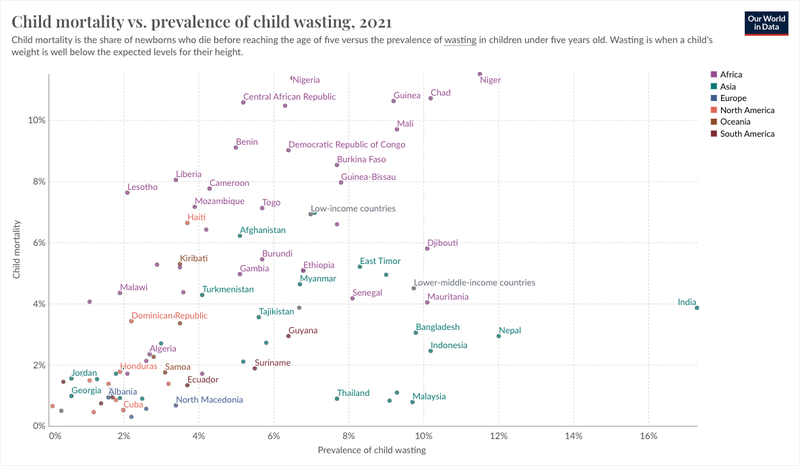 Child mortality vs. prevalence of child wasting, 2021
Our World
in Data
Child mortality is the share of newborns who die before reaching the age of five versus the prevalence of wasting in children under five years old. Wasting is when a child's
weight is well below the expected levels for their height.
Africa
Asia
Europe
North America
Oceania
South America
Nigeria
Niger
Central African Republic
Guinea
Chad
10%
Mali
Benin
Democratic Republic of Congo
Burkina Faso
Liberia
Guinea-Bissau
8%
Cameroon
Lesotho
Mozambique
Togo
Low-income countries
Haiti
Afghanistan
6%
Djibouti
Kiribati
Burundi
East Timor
Gambia
Ethiopia
Myanmar
Lower-middle-income countries
Malawi
Turkmenistan
Senegal
Mauritania
India
4%
Dominican Republic
Tajikistan
Guyana
Bangladesh
Nepal
Algeria
Indonesia
2%
Honduras
Samoa
Suriname
Jordan
Ecuador
Georgia
Albania
North Macedonia
Thailand
Malaysia
Cuba
0%
Child mortality
0%
2%
4%
6%
8%
10%
12%
14%
16%
Prevalence of child wasting